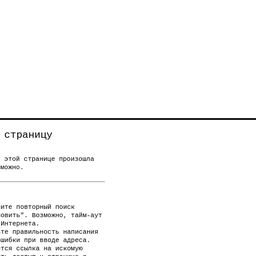 страницу
этой странице произошла
можно.
ите повторный поиск
овить". Возможно, тайм-аут
Интернета.
те правильность написания
шибки при вводе адреса.
тся ссылка на искомую